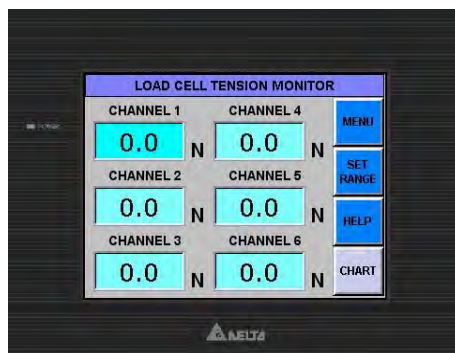 LOAD CELL TENSION MONITOR
CHANNEL 1
0.0 N
CHANNEL 2
0.0 N
CHANNEL 3
0.0 N
CHANNEL 4
0.0 N
CHANNEL 5
0.0 N
CHANNEL 6
0.0 N
MENU
SET
RANGE
HELP
CHART
POWER